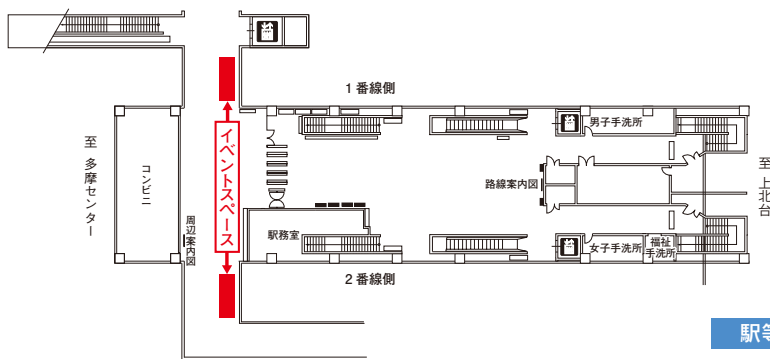 1番線側
男子手洗所
至 多摩センター
コンビニ
イベントスペース
周辺案内図
路線案内図
至 上北台
駅務室
女子手洗所
福祉
手洗所
2番線側
駅等